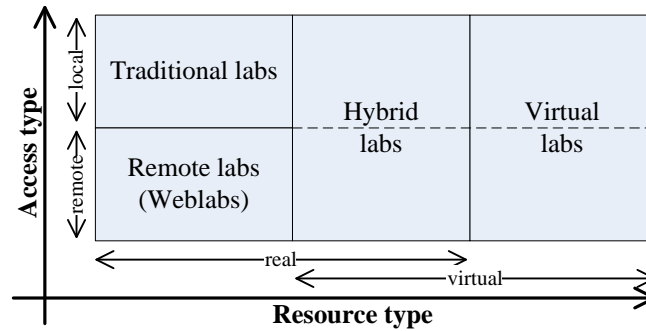 Access type
local
remote
Traditional labs
Remote labs
(Weblabs)
Hybrid
labs
Virtual
labs
real
virtual
Resource type